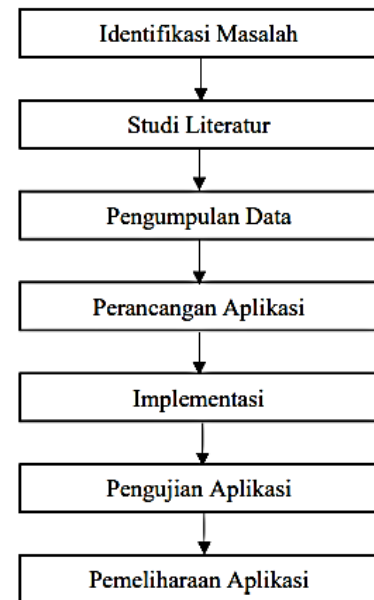 Identifikasi Masalah
Studi Literatur
Pengumpulan Data
Perancangan Aplikasi
Implementasi
Pengujian Aplikasi
Pemeliharaan Aplikasi